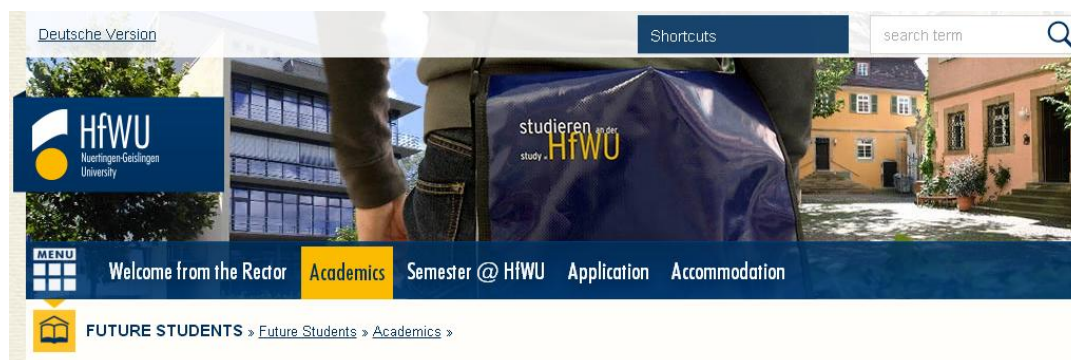 Deutsche Version
Shortcuts
search term
studieren an der
study @ HfWU
HfWU
Nuertingen-Geislingen
University
MENU
Welcome from the Rector
Academics
Semester @ HfWU
Application
Accommodation
FUTURE STUDENTS » Future Students » Academics »